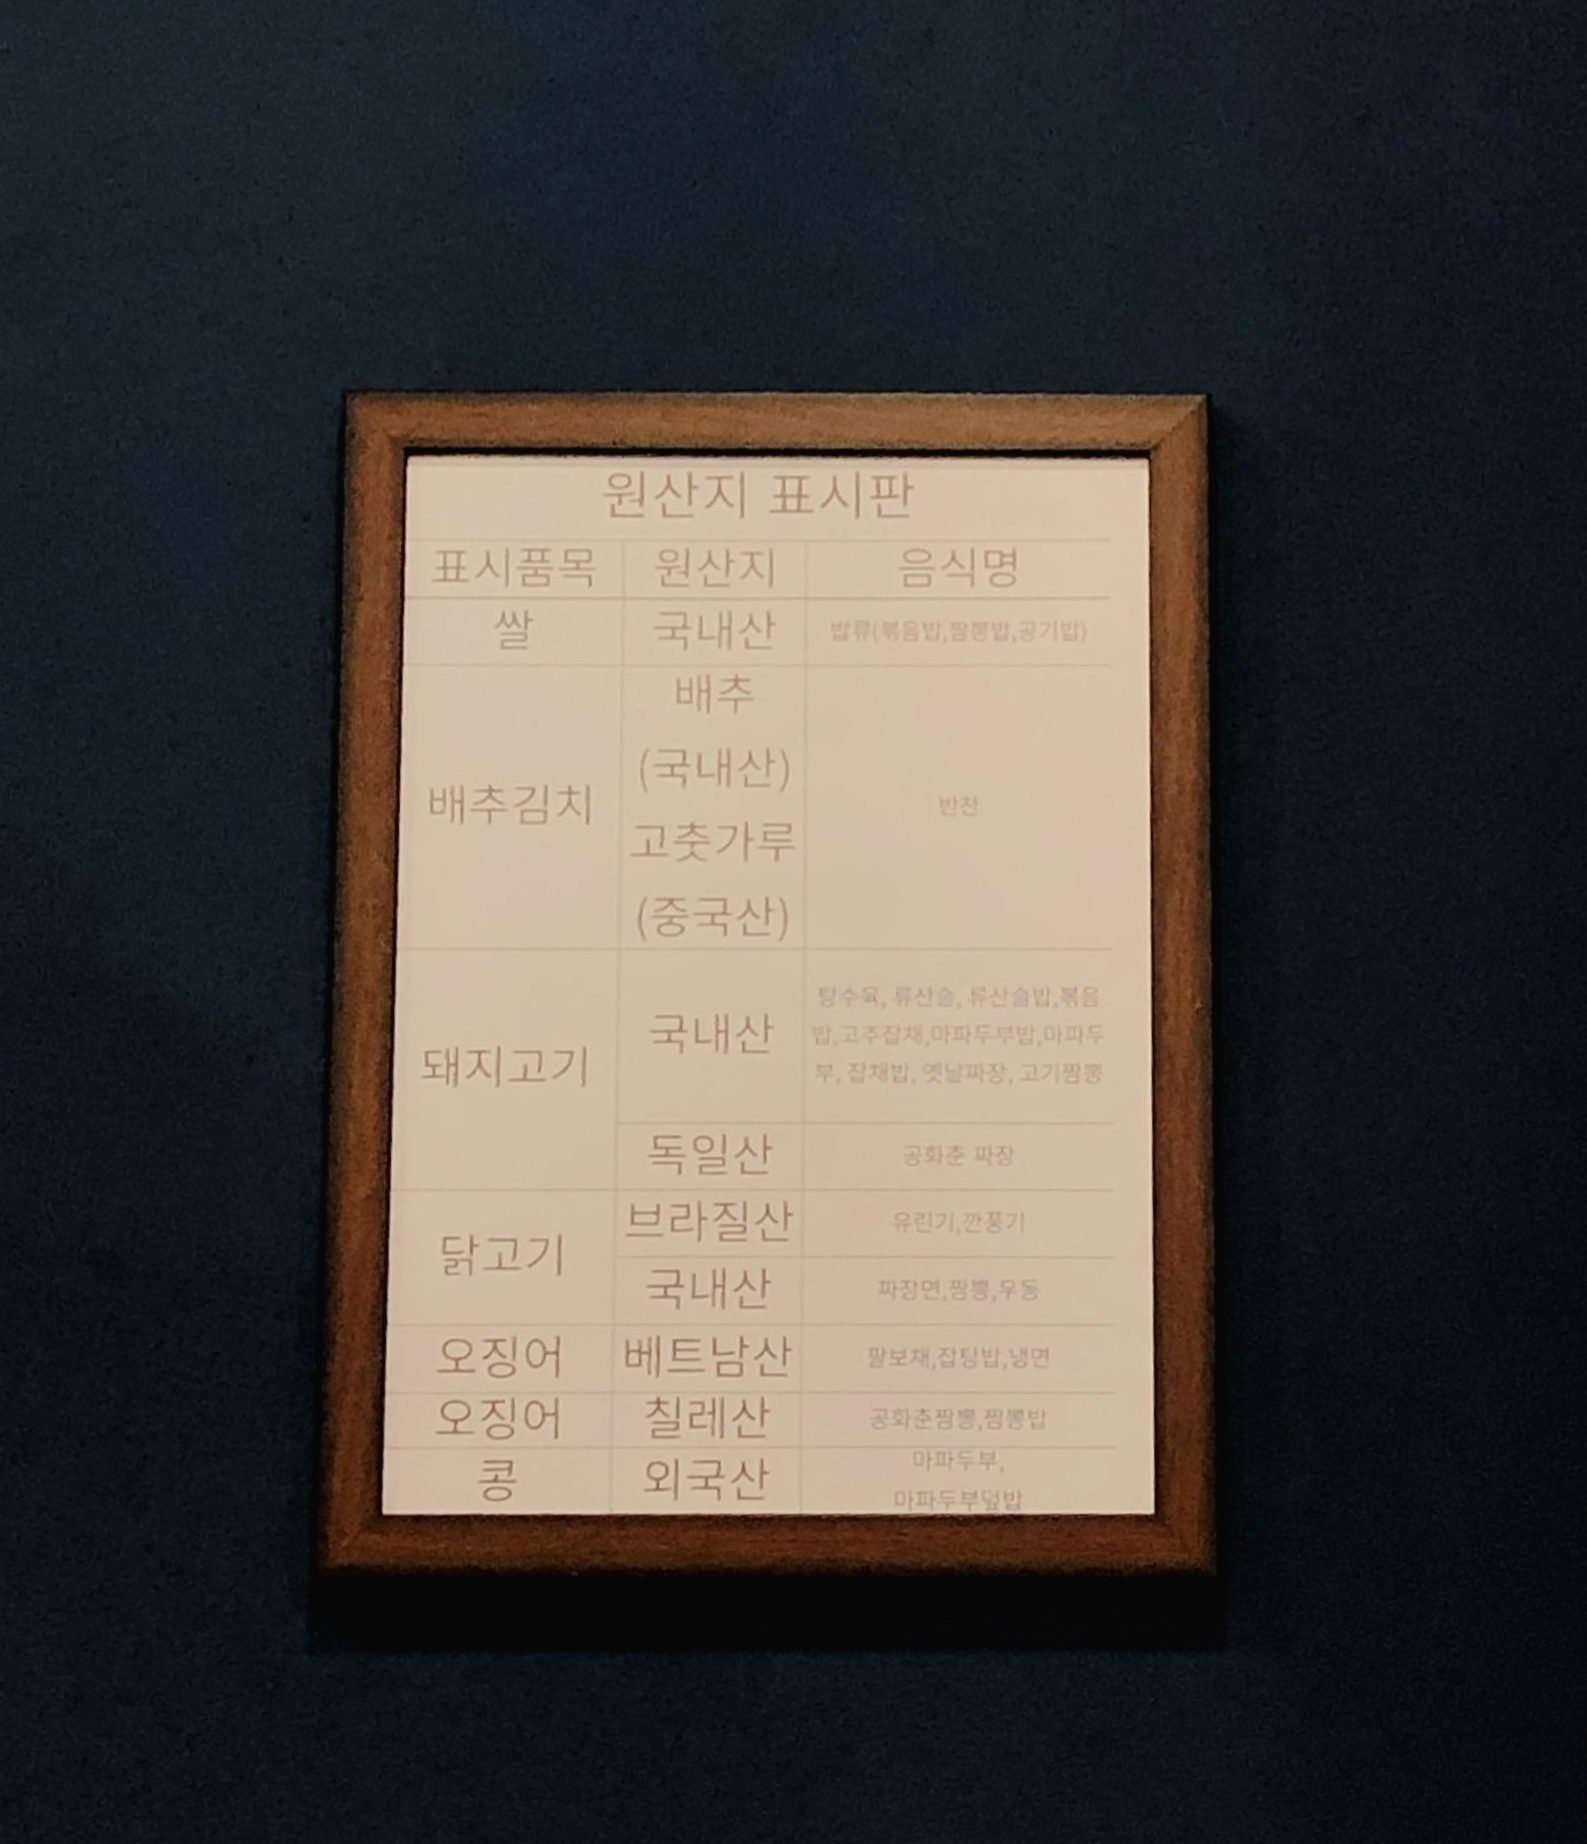 원산지 표시판
표시품목 원산지 음식명
쌀 국내산 밥류(볶음밥,짬뽕밥,공기밥)
배추김치
배추
(국내산)
고춧가루
(중국산)
반찬
돼지고기
국내산
탕수육, 류산슬, 류산슬밥,볶음
밥,고추잡채,마파두부밥,마파두
부, 잡채밥, 옛날짜장, 고기짬뽕
독일산 공화춘 짜장
닭고기
브라질산 유린기,깐풍기
국내산 짜장면,짬뽕,우동
오징어 베트남산 팔보채,잡탕밥,냉면
오징어 칠레산 공화춘짬뽕,짬뽕밥
콩 외국산
마파두부,
마파두부덮밥